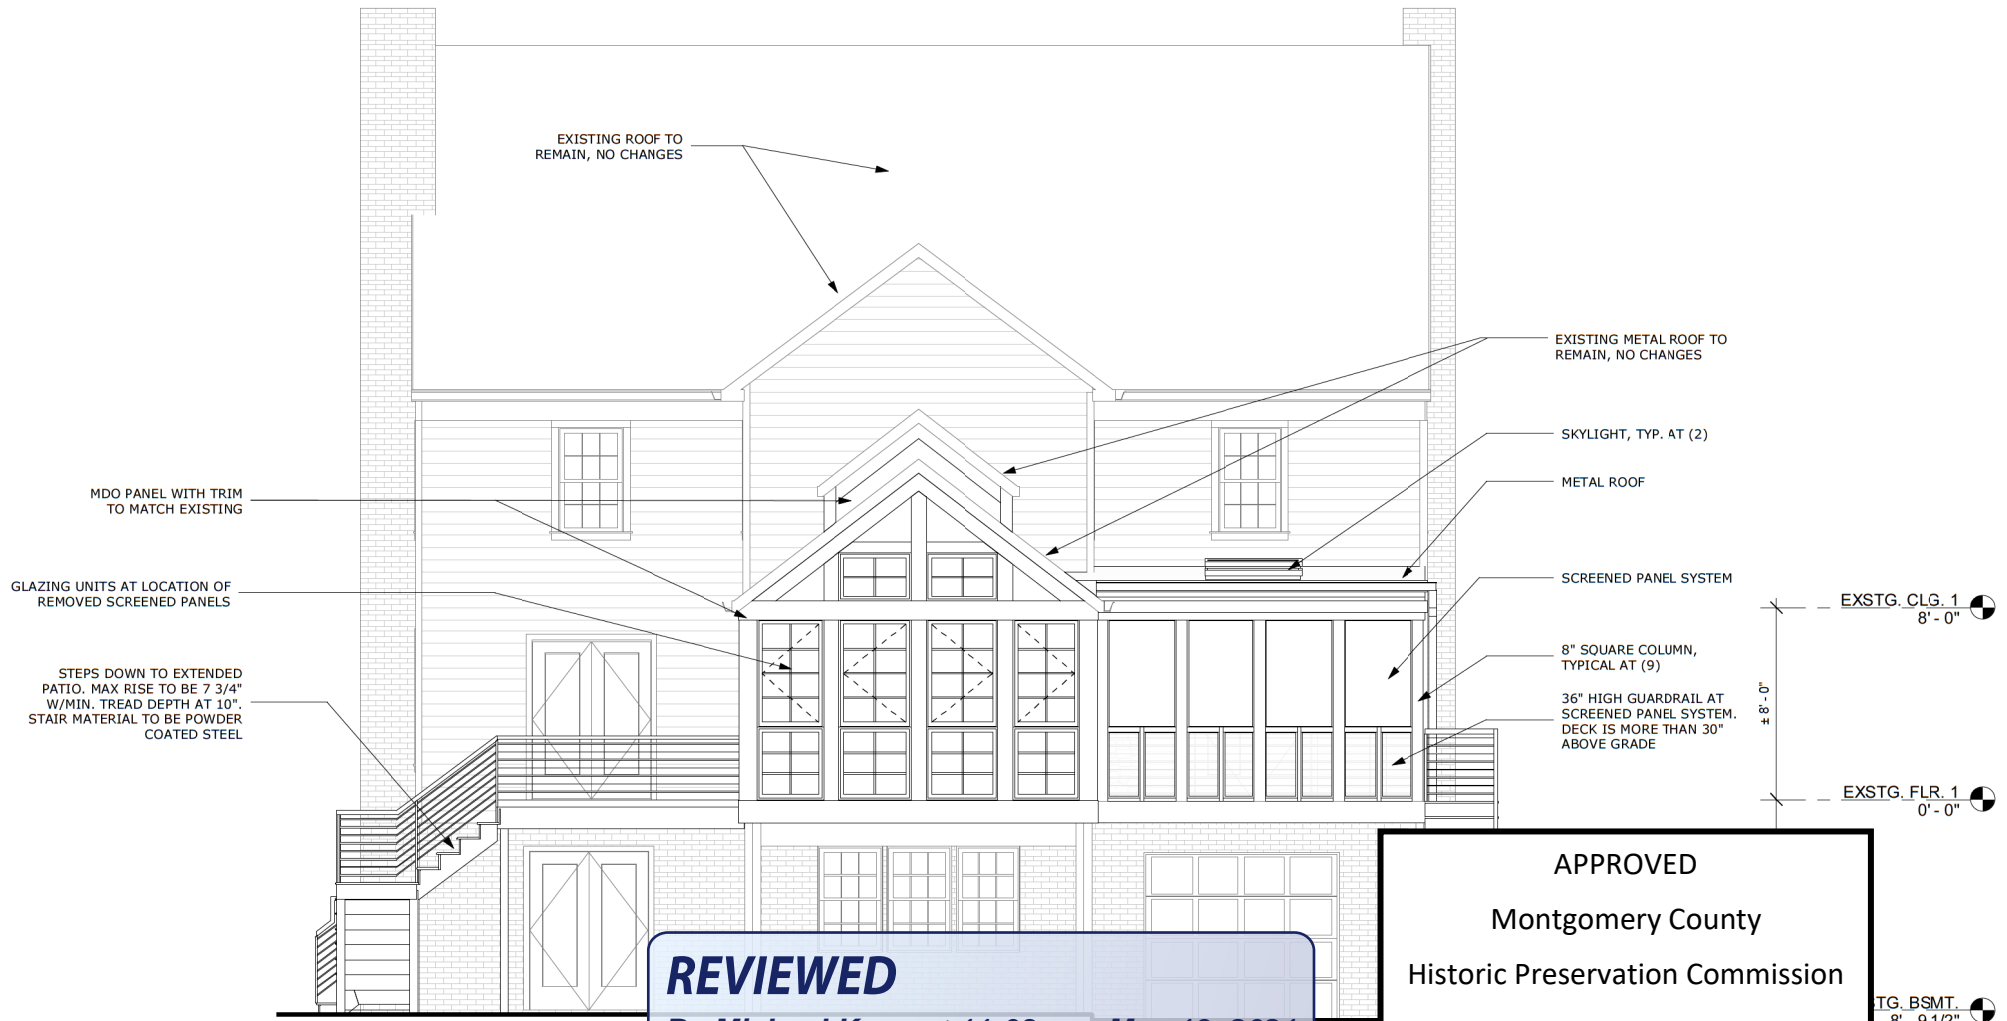 EXISTING ROOF TO
REMAIN, NO CHANGES
EXISTING METAL ROOF TO
REMAIN, NO CHANGES
SKYLIGHT, TYP. AT (2)
METAL ROOF
MDO PANEL WITH TRIM
TO MATCH EXISTING
GLAZING UNITS AT LOCATION OF
REMOVED SCREENED PANELS
SCREENED PANEL SYSTEM
EXSTG. CLG. 1
8' - 0"
STEPS DOWN TO EXTENDED
PATIO. MAX RISE TO BE 7 3/4"
W/MIN. TREAD DEPTH AT 10".
STAIR MATERIAL TO BE POWDER
COATED STEEL
8" SQUARE COLUMN,
TYPICAL AT (9)
36" HIGH GUARDRAIL AT
SCREENED PANEL SYSTEM.
DECK IS MORE THAN 30"
ABOVE GRADE
± 8' - 0"
EXSTG. FLR. 1
0' - 0"
APPROVED
Montgomery County
Historic Preservation Commission
REVIEWED
TG. BSMT.